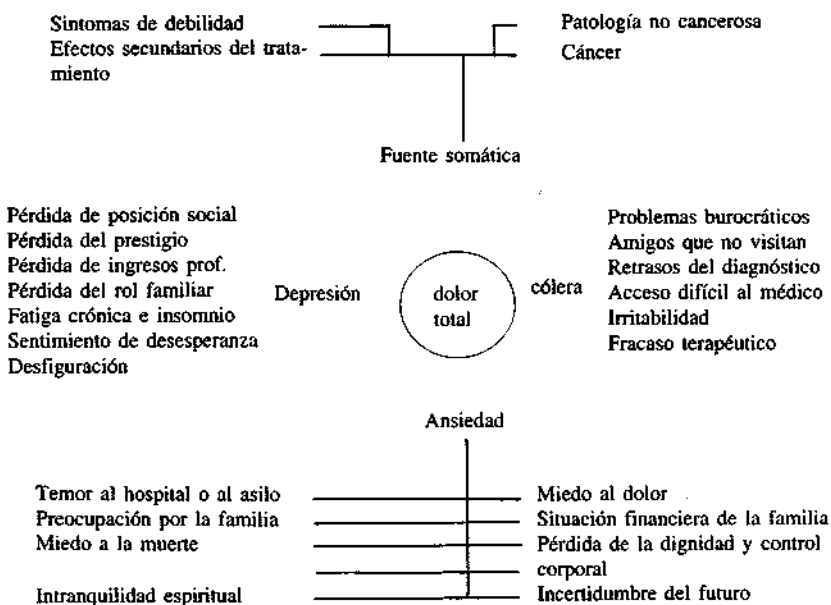 Sintomas de debilidad
Efectos secundarios del trata-
miento
Patología no cancerosa
Cáncer
Fuente somática
Pérdida de posición social
Pérdida del prestigio
Pérdida de ingresos prof.
Pérdida del rol familiar
Fatiga crónica e insomnio
Sentimiento de desesperanza
Desfiguración
Depresión
dolor
total
cólera
Problemas burocráticos
Amigos que no visitan
Retrasos del diagnóstico
Acceso difícil al médico
Irritabilidad
Fracaso terapéutico
Ansiedad
Temor al hospital o al asilo
Preocupación por la familia
Miedo a la muerte
Intranquilidad espiritual
Miedo al dolor
Situación financiera de la familia
Pérdida de la dignidad y control
corporal
Incertidumbre del futuro